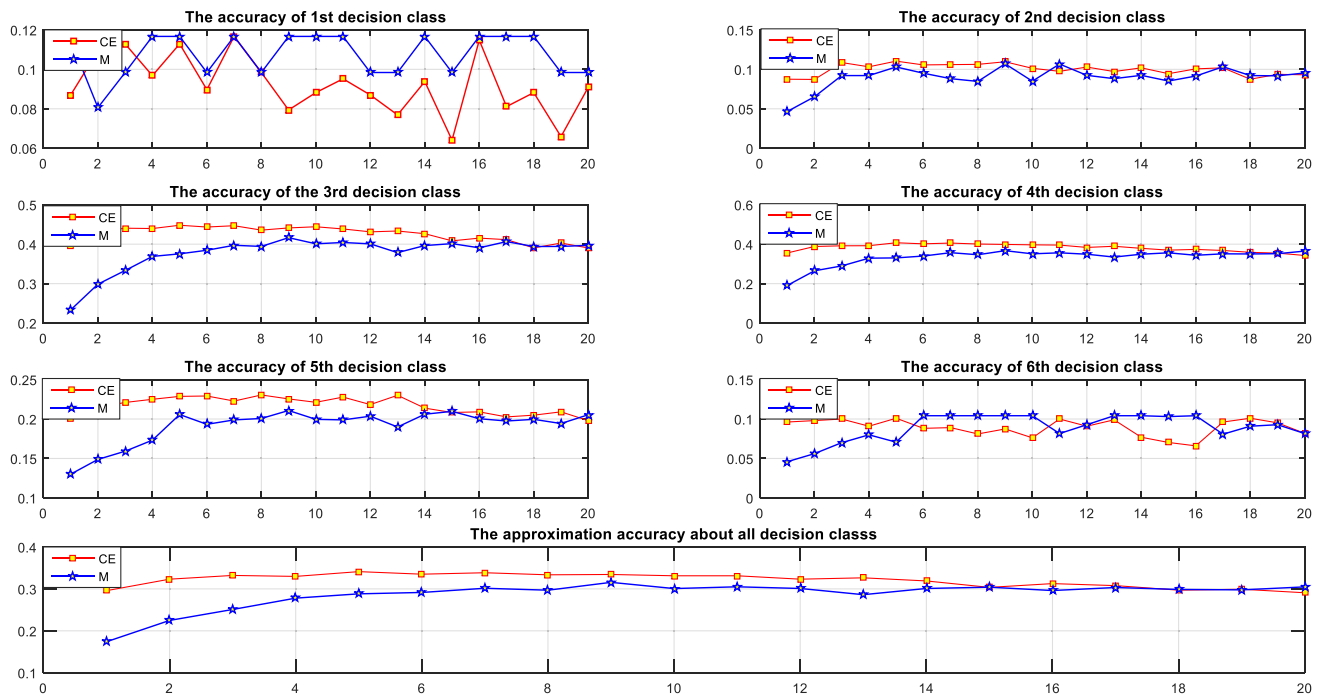 The accuracy of 1st decision class
0.12
0.1
0.08
0.06
CE
M
0 2 4 6 8 10 12 14 16 18 20
The accuracy of 2nd decision class
0.15
0.1
0.05
0
CE
M
0 2 4 6 8 10 12 14 16 18 20
The accuracy of the 3rd decision class
0.5
0.4
0.3
0.2
CE
M
0 2 4 6 8 10 12 14 16 18 20
The accuracy of 4th decision class
0.6
0.4
0.2
0
CE
M
0 2 4 6 8 10 12 14 16 18 20
The accuracy of 5th decision class
0.25
0.2
0.15
0.1
CE
M
0 2 4 6 8 10 12 14 16 18 20
The accuracy of 6th decision class
0.15
0.1
0.05
0
CE
M
0 2 4 6 8 10 12 14 16 18 20
The approximation accuracy about all decision classs
0.4
0.3
0.2
0.1
CE
M
0 2 4 6 8 10 12 14 16 18 20